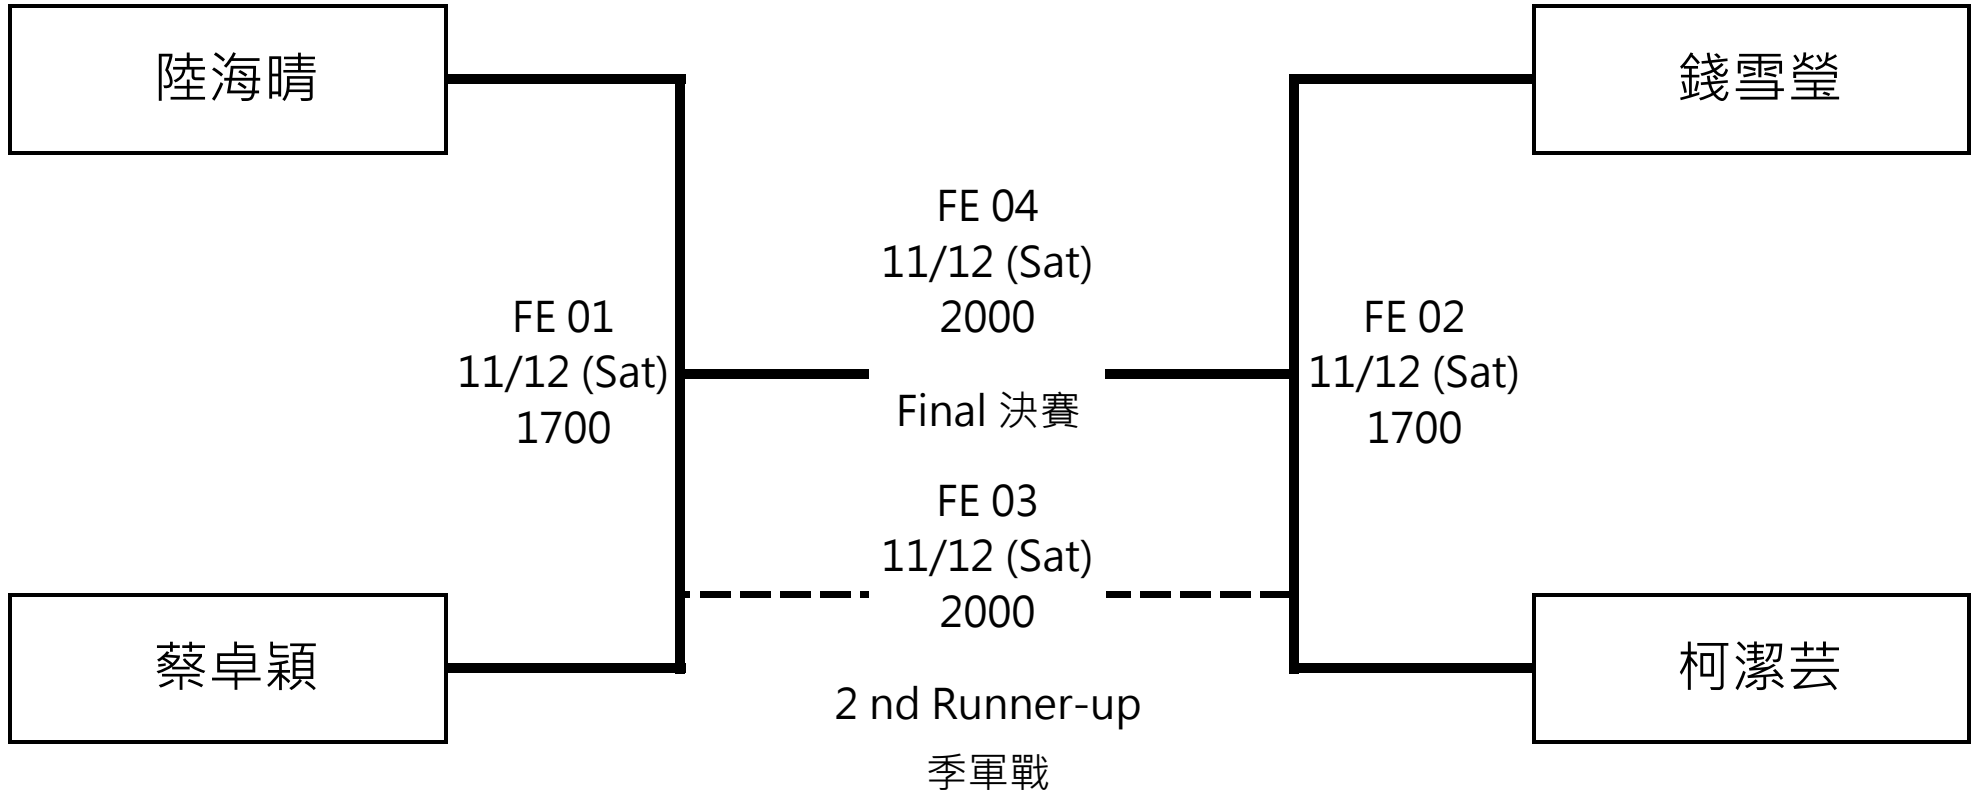 陸海晴
錢雪瑩
FE 04
11/12 (Sat)
2000
FE 01
11/12 (Sat)
1700
FE 02
11/12 (Sat)
1700
Final 決賽
FE 03
11/12 (Sat)
2000
蔡卓穎
柯潔芸
2 nd Runner-up
季軍戰